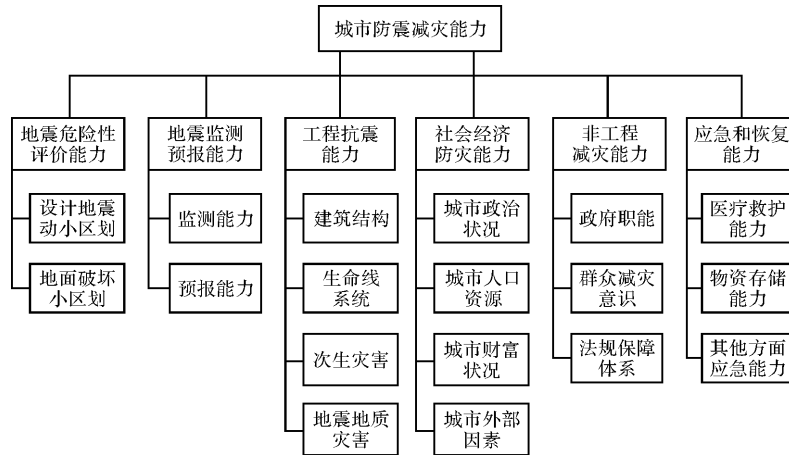 城市防震减灾能力
地震危险性
评价能力
地震监测
预报能力
工程抗震
能力
社会经济
防灾能力
非工程
减灾能力
应急和恢复
能力
设计地震
动小区划
地面破坏
小区划
监测能力
预报能力
建筑结构
生命线
系统
次生灾害
地震地质
灾害
城市政治
状况
城市人口
资源
城市财富
状况
城市外部
因素
政府职能
群众减灾
意识
法规保障
体系
医疗救护
能力
物资存储
能力
其他方面
应急能力